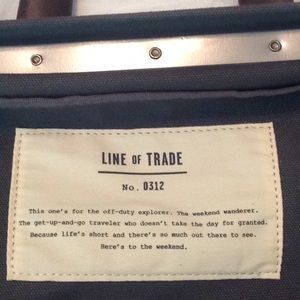 LINE OF TRADE
No. 0312
This one's for the off-duty explorer. The weekend wanderer.
The get-up-and-go traveler who doesn't take the day for granted.
Because life's short and there's so much out there to see.
Here's to the weekend.